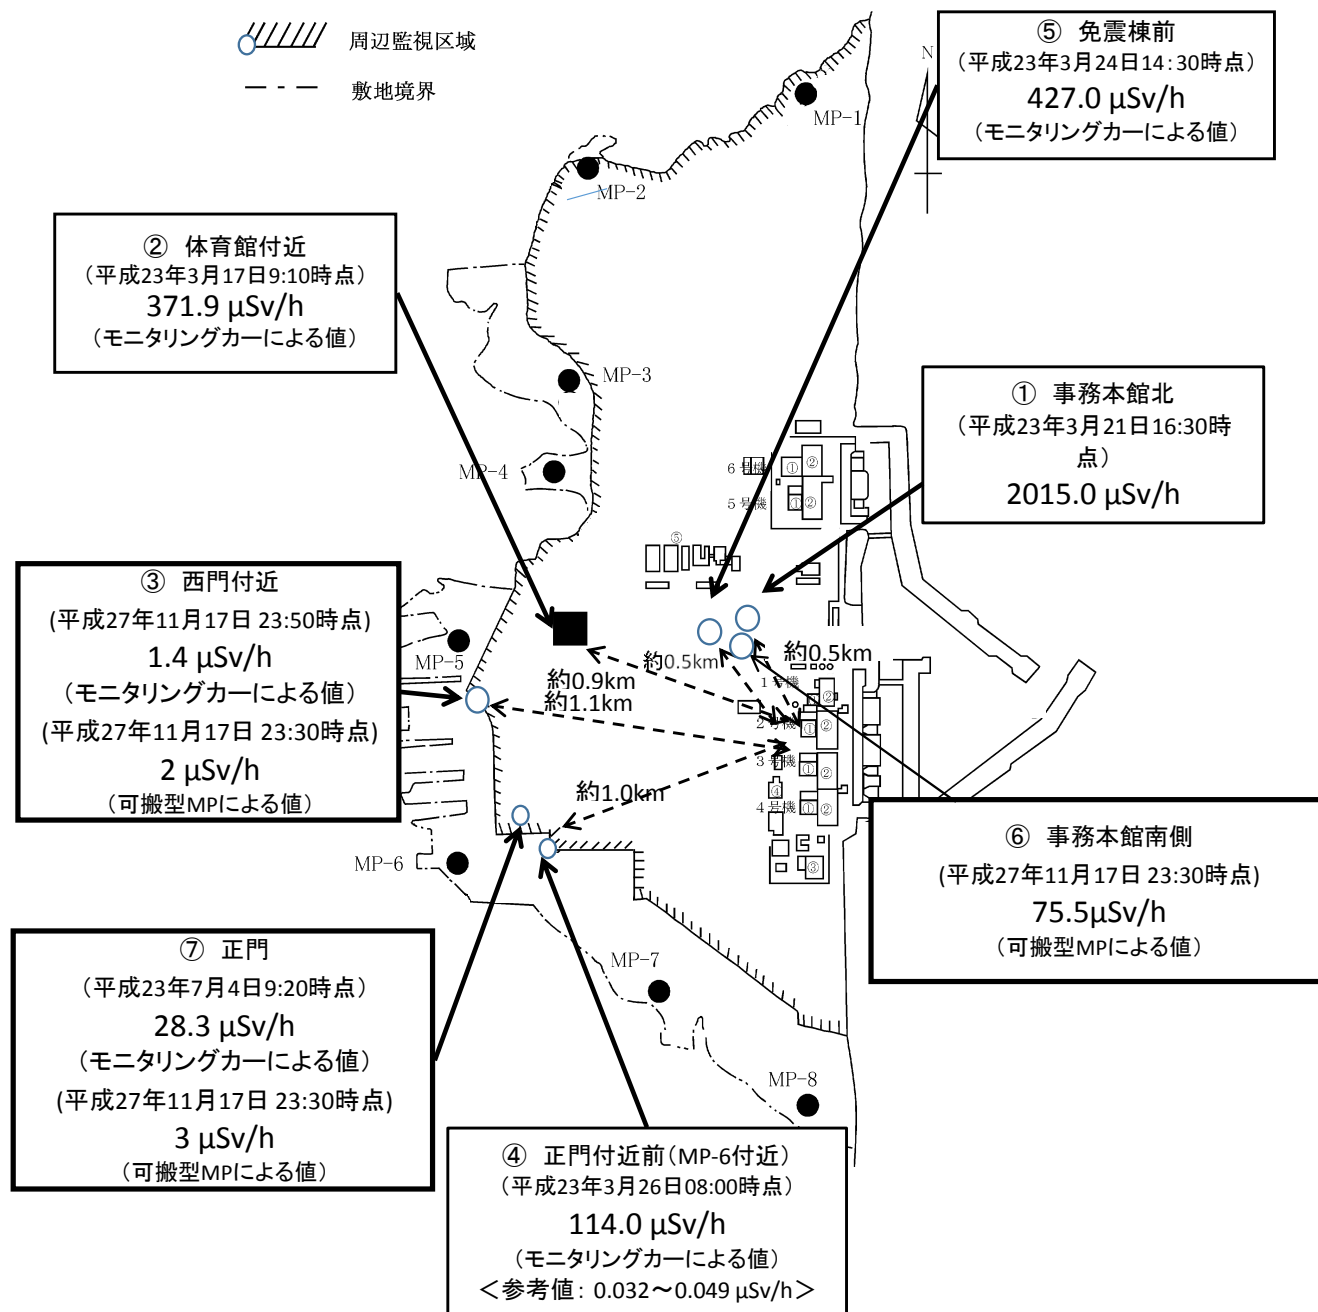 周辺監視区域
敷地境界
⑤ 免震棟前
（平成23年3月24日14：30時点）
427.0 μSv/h
（モニタリングカーによる値）
N
MP-1
MP-2
② 体育館付近
（平成23年3月17日9:10時点）
371.9 μSv/h
（モニタリングカーによる値）
MP-3
① 事務本館北
（平成23年3月21日16:30時
点）
2015.0 μSv/h
MP-4
6号機
① ②
5号機
① ②
⑤
③ 西門付近
(平成27年11月17日 23:50時点)
1.4 μSv/h
（モニタリングカーによる値）
(平成27年11月17日 23:30時点)
2 μSv/h
（可搬型MPによる値）
MP-5
約0.5km
約0.5km
約0.9km
約1.1km
1号機
②
2号機
① ②
3号機
① ②
④
4号機
① ②
③
約1.0km
MP-6
⑥ 事務本館南側
(平成27年11月17日 23:30時点)
75.5μSv/h
（可搬型MPによる値）
⑦ 正門
（平成23年7月4日9:20時点）
28.3 μSv/h
（モニタリングカーによる値）
(平成27年11月17日 23:30時点)
3 μSv/h
（可搬型MPによる値）
MP-7
MP-8
④ 正門付近前（MP-6付近）
（平成23年3月26日08:00時点）
114.0 μSv/h
（モニタリングカーによる値）
＜参考値：0.032～0.049 μSv/h＞